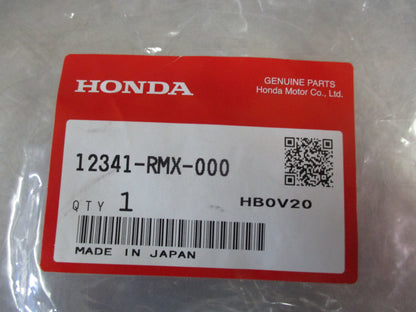 HONDA
GENUINE PARTS
Honda Motor Co., Ltd.
12341-RMX-000
QTY 1
HB0V20
MADE IN JAPAN